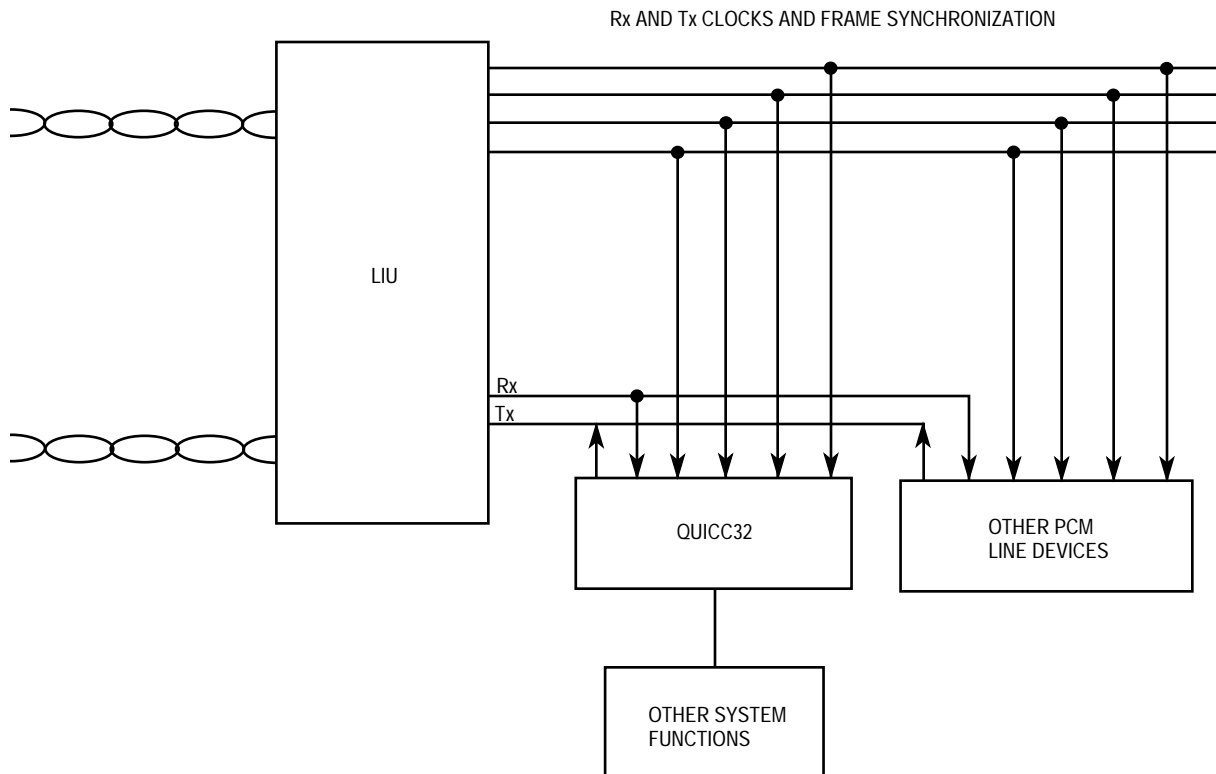 Rx AND Tx CLOCKS AND FRAME SYNCHRONIZATION
LIU
Rx
Tx
QUICC32
OTHER PCM
LINE DEVICES
OTHER SYSTEM
FUNCTIONS